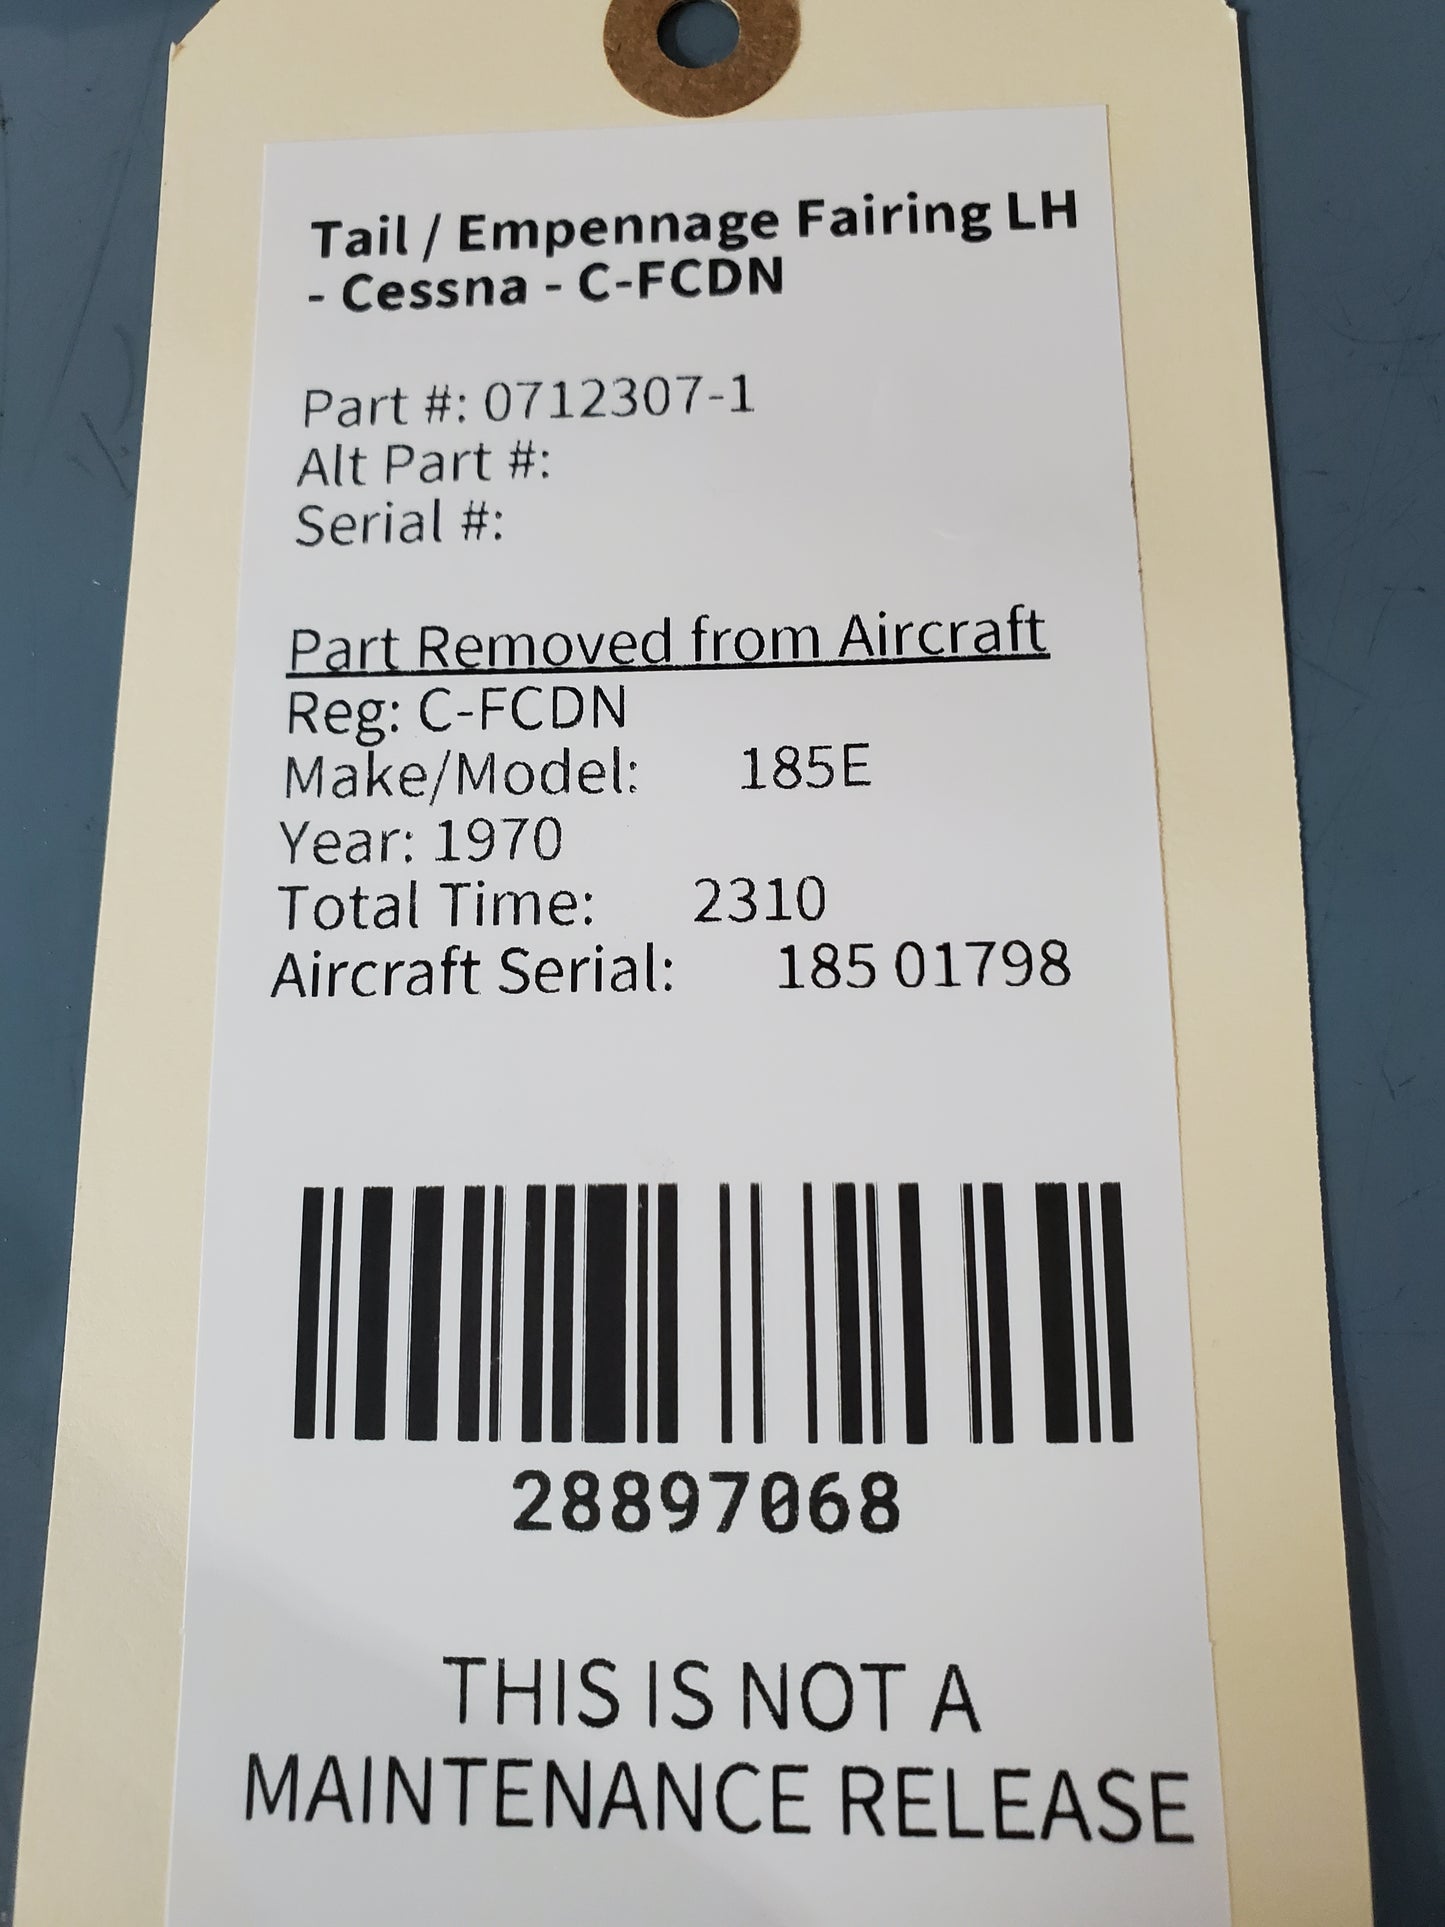 Tail / Empennage Fairing LH
- Cessna - C-FCDN
Part #: 0712307-1
Alt Part #:
Serial #:
Part Removed from Aircraft
Reg: C-FCDN
Make/Model: 185E
Year: 1970
Total Time: 2310
Aircraft Serial: 185 01798
28897068
THIS IS NOT A
MAINTENANCE RELEASE